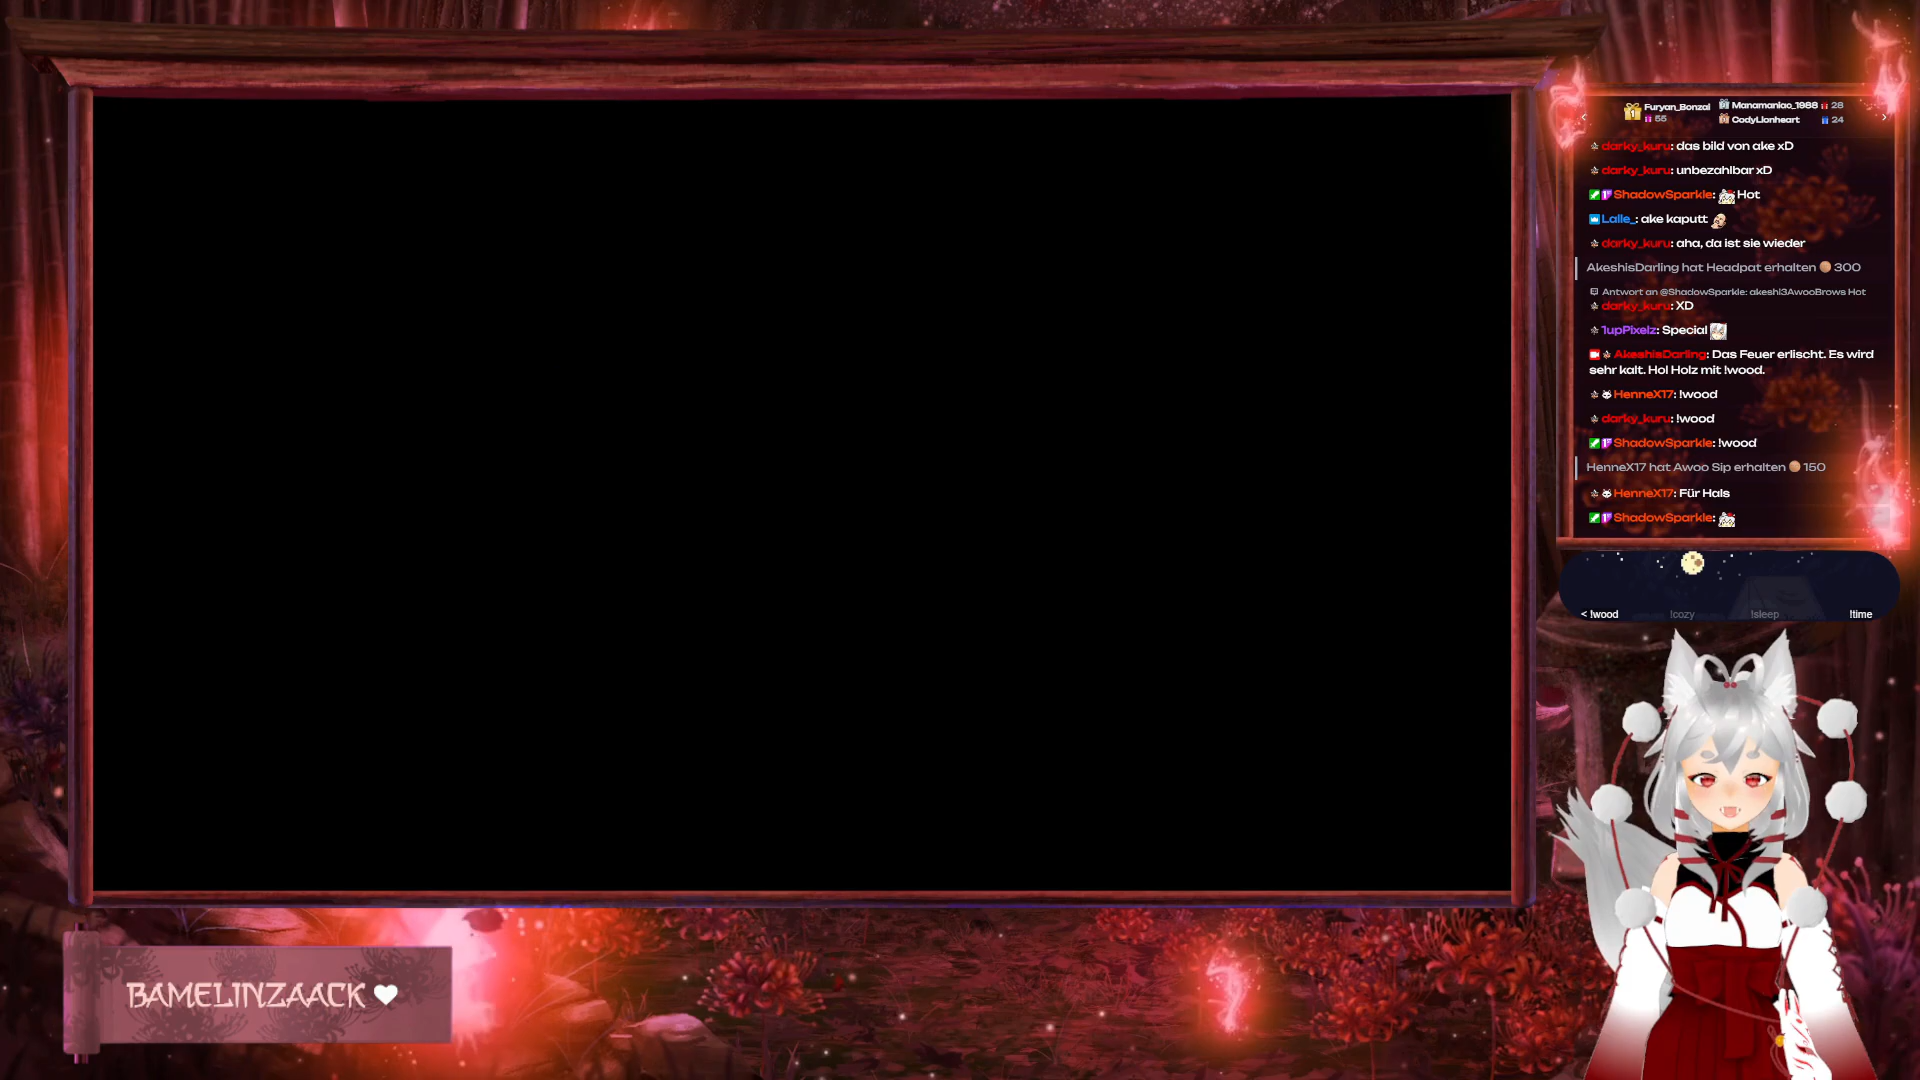 Furyan_Bonzai
55
Manamaniac_1988 28
CodyLionheart 24
darky_kuru: das bild von ake xD
darky_kuru: unbezahlbar xD
ShadowSparkle: Hot
Lalle_: ake kaputt
darky_kuru: aha, da ist sie wieder
AkeshisDarling hat Headpat erhalten 300
Antwort an @ShadowSparkle: akeshi3AwooBrows Hot
darky_kuru: XD
1upPixelz: Special
AkeshisDarling: Das Feuer erlischt. Es wird
sehr kalt. Hol Holz mit !wood.
HenneX17: !wood
darky_kuru: !wood
ShadowSparkle: !wood
HenneX17 hat Awoo Sip erhalten 150
HenneX17: Für Hals
ShadowSparkle:
< !wood !cozy !sleep !time
BAMELINZAACK